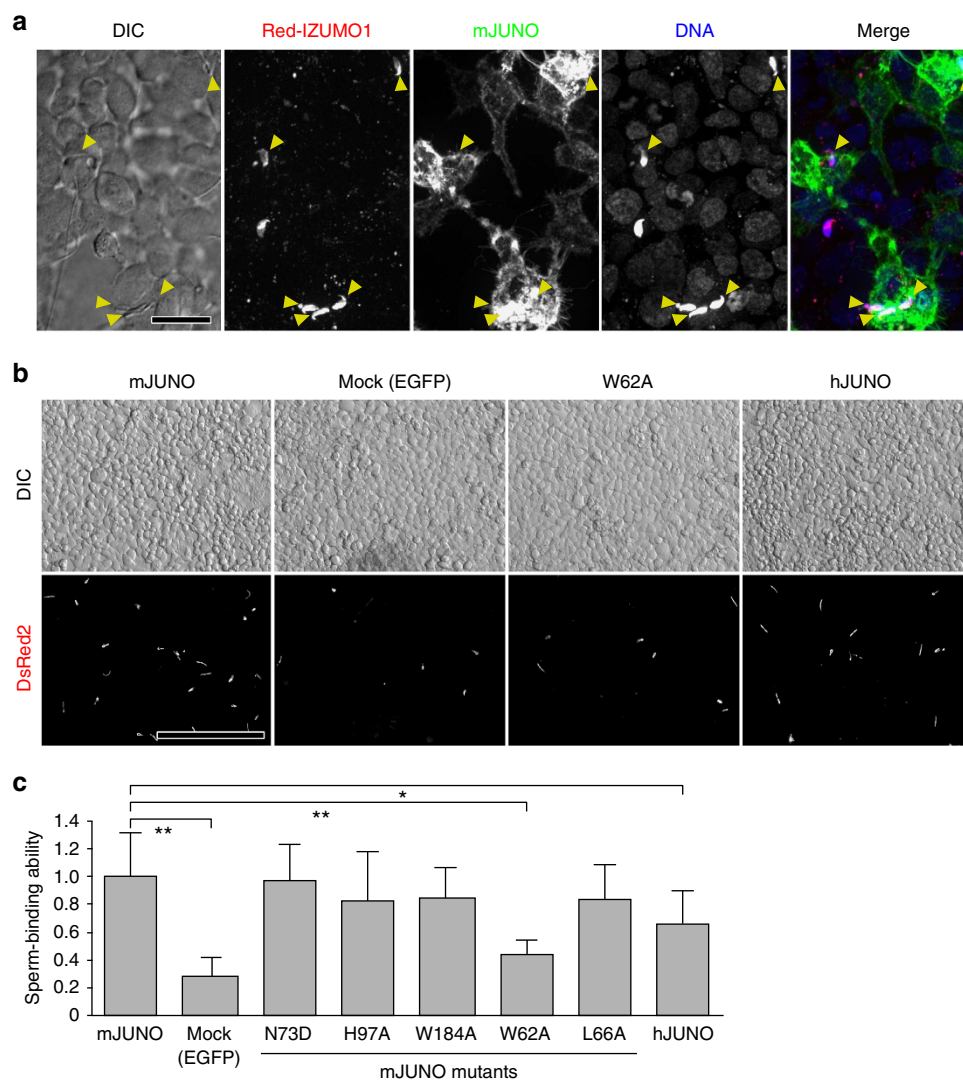 a
DIC Red-IZUMO1 mJUNO DNA Merge
b
mJUNO Mock (EGFP) W62A hJUNO
DIC
DsRed2
c
*
** **
Sperm-binding ability
1.4
1.2
1.0
0.8
0.6
0.4
0.2
0
mJUNO Mock (EGFP) N73D H97A W184A W62A L66A hJUNO
mJUNO mutants